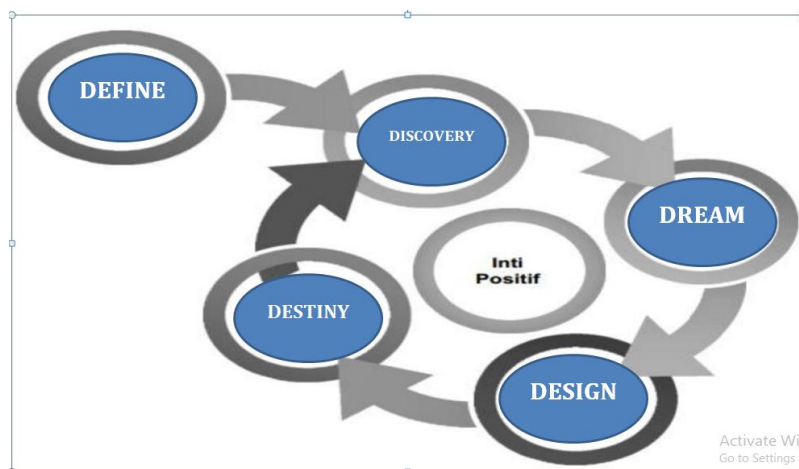 DEFINE
DISCOVERY
DREAM
Inti
Positif
DESTINY
DESIGN
Activate Wi
Go to Settings